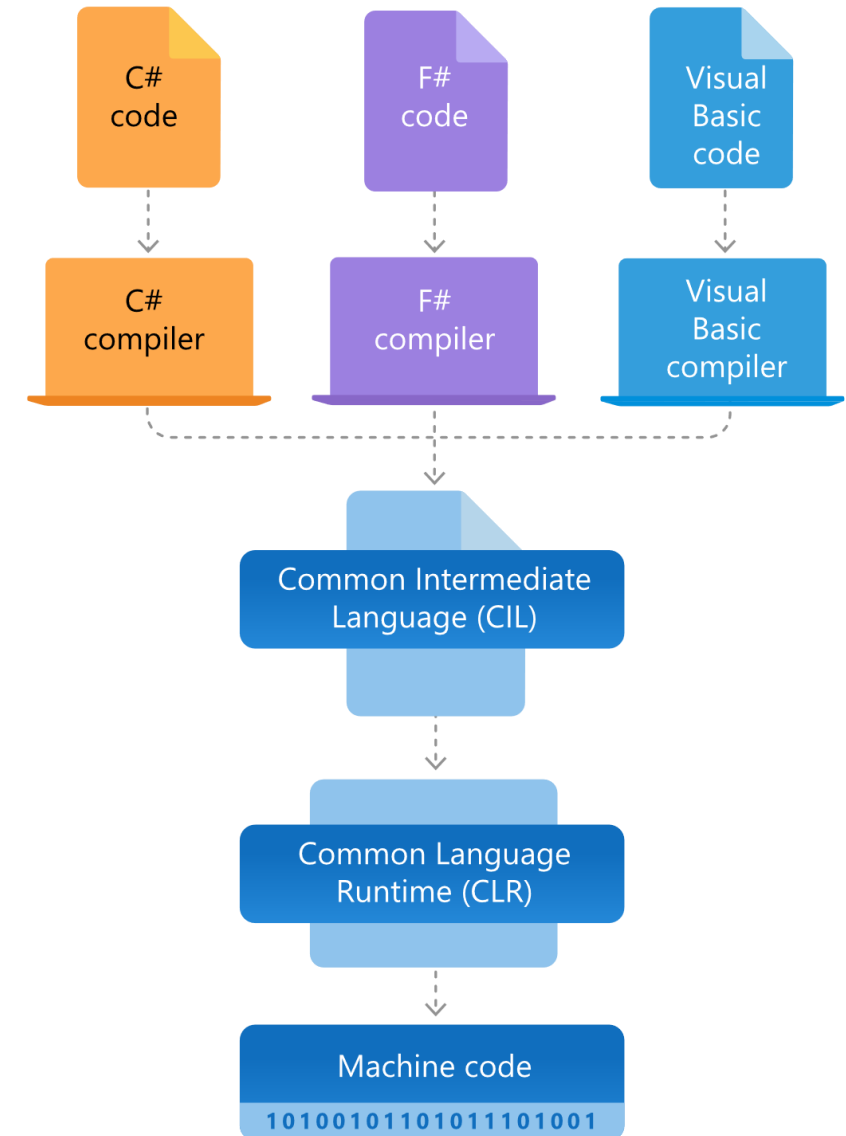 C#
code
F#
code
Visual
Basic
code
C#
compiler
F#
compiler
Visual
Basic
compiler
Common Intermediate
Language (CIL)
Common Language
Runtime (CLR)
Machine code
101001011010111101001